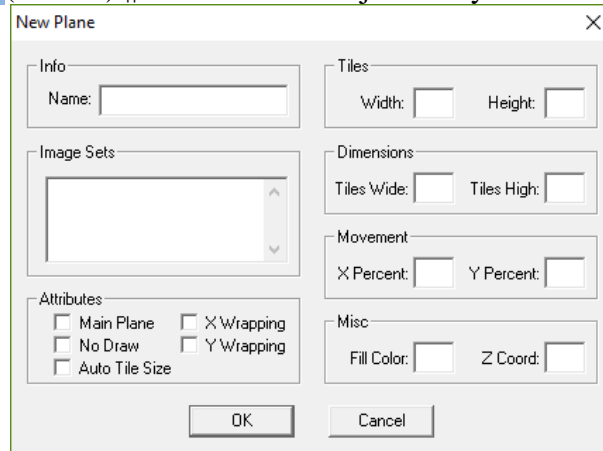 New Plane
Info
Name:
Tiles
Width: Height:
Image Sets
Dimensions
Tiles Wide: Tiles High:
Movement
X Percent: Y Percent:
Attributes
Main Plane X Wrapping
No Draw Y Wrapping
Auto Tile Size
Misc
Fill Color: Z Coord:
OK Cancel